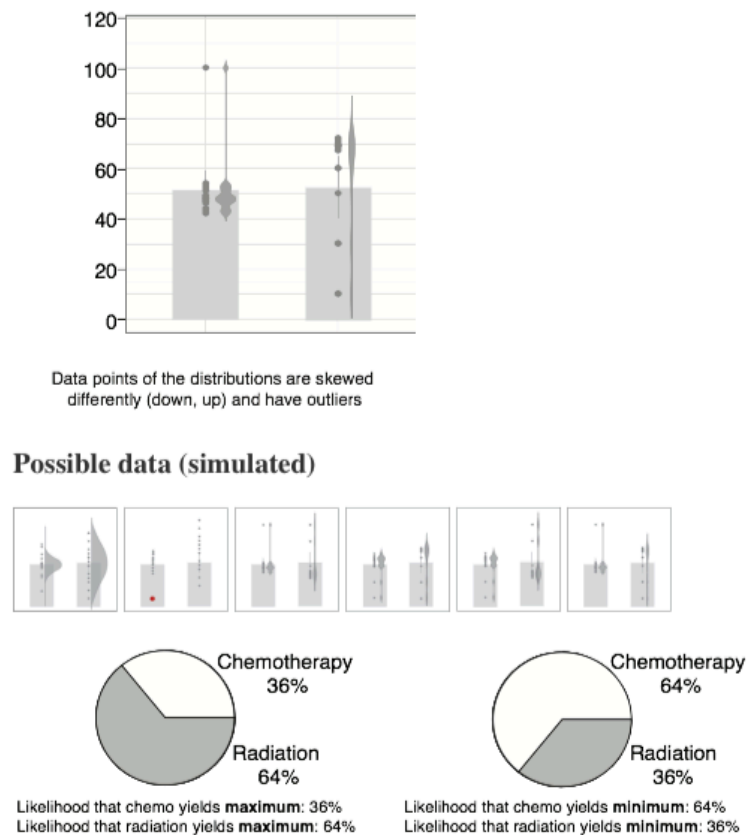 120
100
80
60
40
20
0
Data points of the distributions are skewed
differently (down, up) and have outliers
Possible data (simulated)
Chemotherapy
36%
Radiation
64%
Likelihood that chemo yields maximum: 36%
Likelihood that radiation yields maximum: 64%
Chemotherapy
64%
Radiation
36%
Likelihood that chemo yields minimum: 64%
Likelihood that radiation yields minimum: 36%